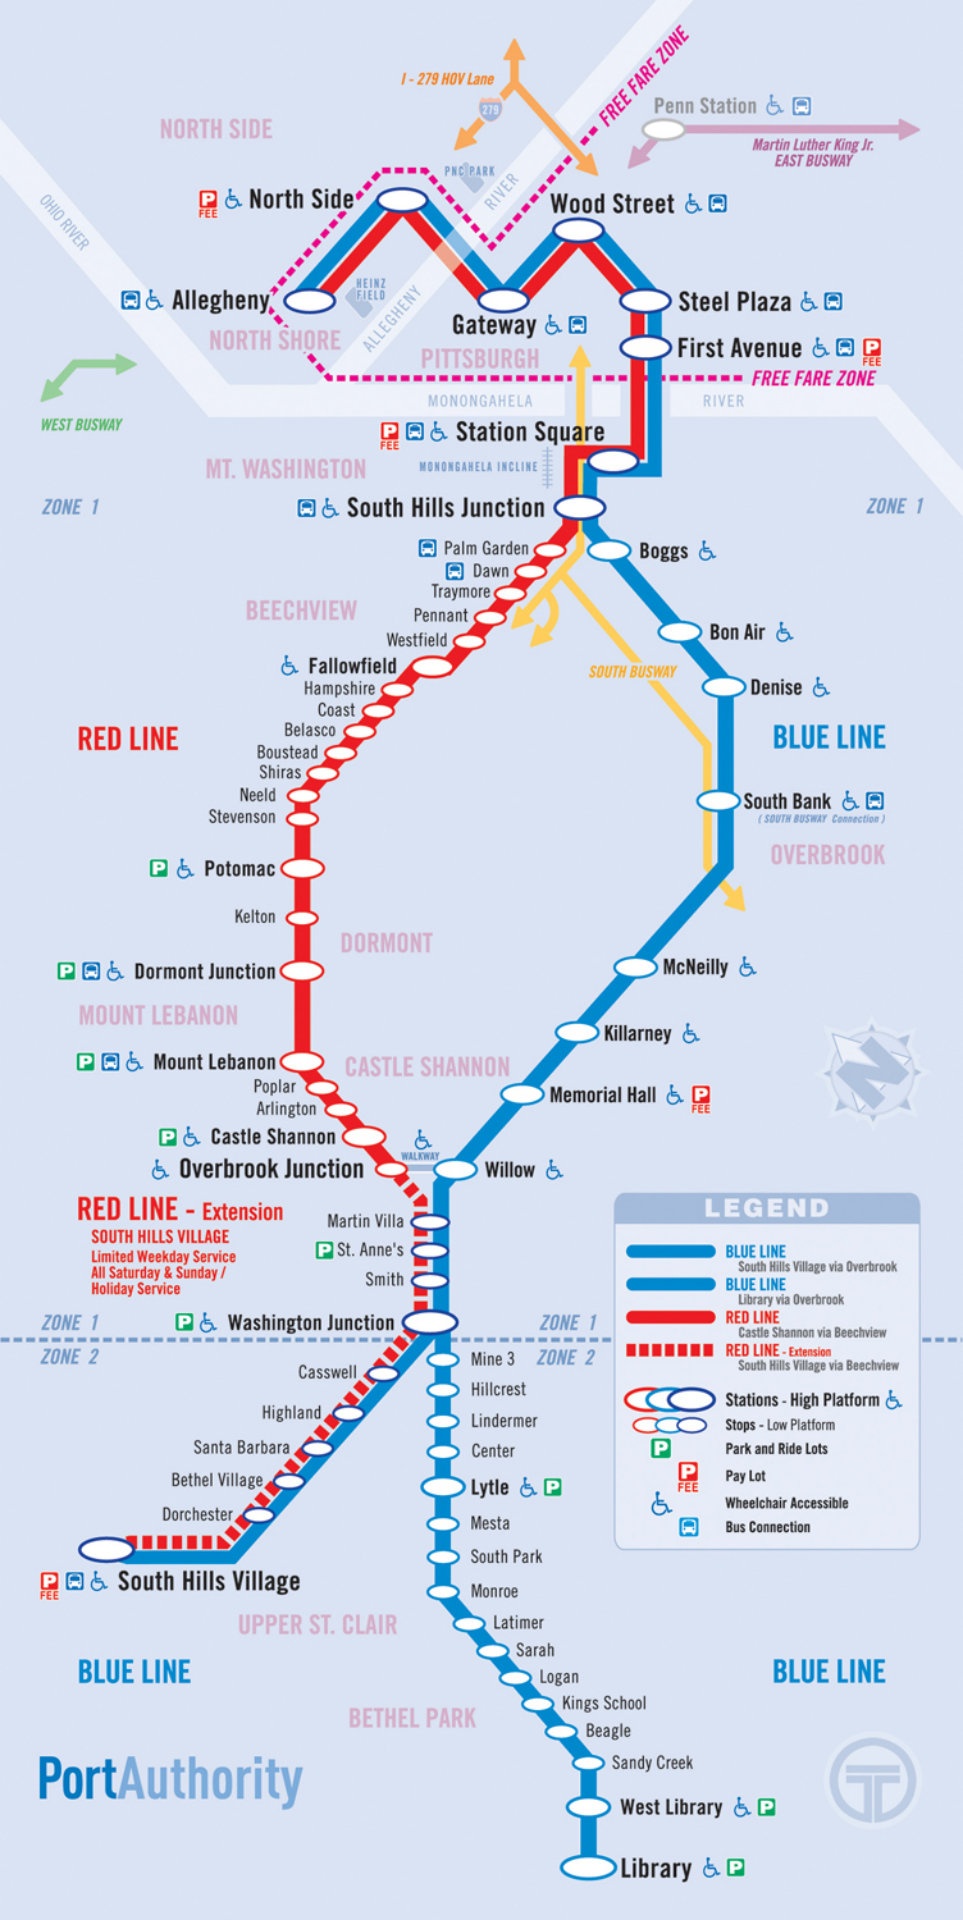 I - 279 HOV Lane
FREE FARE ZONE
279
Penn Station
NORTH SIDE
Martin Luther King Jr.
EAST BUSWAY
PNC PARK
P
FEE
North Side
RIVER
Wood Street
OHIO RIVER
HEINZ
FIELD
Allegheny
Steel Plaza
ALLEGHENY
Gateway
NORTH SHORE
PITTSBURGH
First Avenue
P
FEE
FREE FARE ZONE
MONONGAHELA
RIVER
WEST BUSWAY
P
FEE
Station Square
MT. WASHINGTON
MONONGAHELA INCLINE
ZONE 1
South Hills Junction
ZONE 1
Palm Garden
Boggs
Dawn
Traymore
BEECHVIEW
Pennant
Bon Air
Westfield
Fallowfield
SOUTH BUSWAY
Hampshire
Denise
Coast
Belasco
RED LINE
BLUE LINE
Boustead
Shiras
Neeld
South Bank
( SOUTH BUSWAY Connection )
Stevenson
OVERBROOK
P
Potomac
Kelton
DORMONT
P
Dormont Junction
McNeilly
MOUNT LEBANON
Killarney
P
Mount Lebanon
CASTLE SHANNON
Poplar
Memorial Hall
P
FEE
Arlington
P
Castle Shannon
WALKWAY
Overbrook Junction
Willow
RED LINE - Extension
SOUTH HILLS VILLAGE
Limited Weekday Service
All Saturday & Sunday /
Holiday Service
Martin Villa
P
St. Anne's
Smith
P
Washington Junction
ZONE 1
ZONE 1
ZONE 2
ZONE 2
LEGEND
BLUE LINE
South Hills Village via Overbrook
BLUE LINE
Library via Overbrook
RED LINE
Castle Shannon via Beechview
RED LINE - Extension
South Hills Village via Beechview
Stations - High Platform
Stops - Low Platform
P
Park and Ride Lots
P
FEE
Pay Lot
Wheelchair Accessible
Bus Connection
Mine 3
Casswell
Hillcrest
Highland
Lindermer
Santa Barbara
Center
Bethel Village
Lytle
P
Dorchester
Mesta
South Park
P
FEE
South Hills Village
Monroe
UPPER ST. CLAIR
Latimer
Sarah
BLUE LINE
Logan
BLUE LINE
Kings School
BETHEL PARK
Beagle
Sandy Creek
PortAuthority
T
West Library
P
Library
P
N